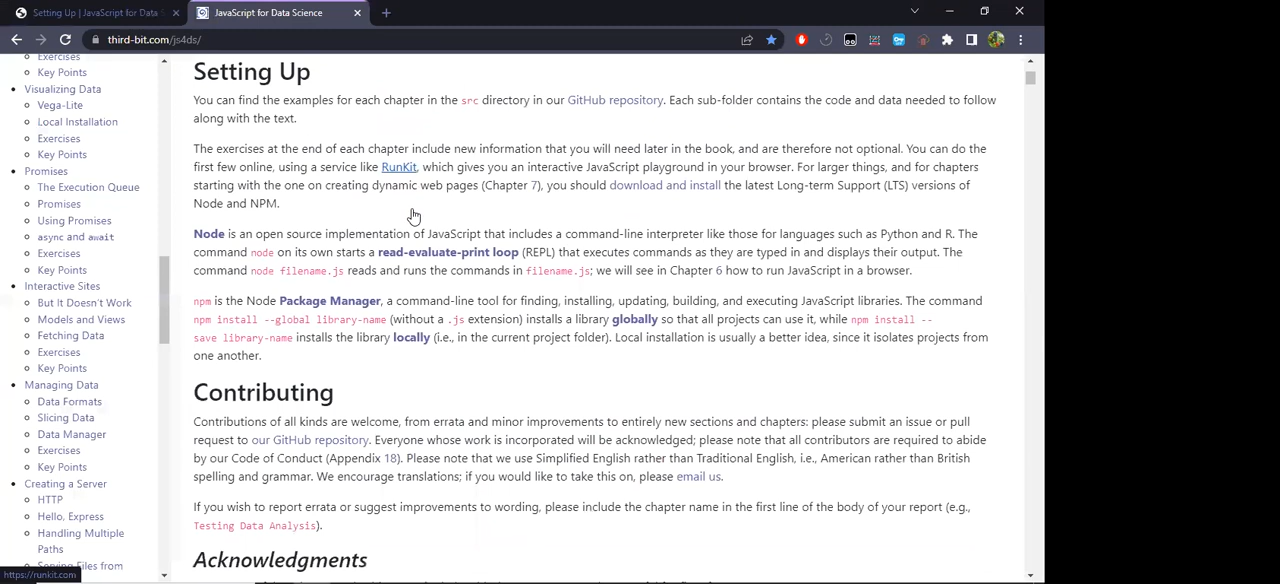 Setting Up | JavaScript for Data S
JavaScript for Data Science
third-bit.com/js4ds/
Exercises
Key Points
Visualizing Data
Vega-Lite
Local Installation
Exercises
Key Points
Promises
The Execution Queue
Promises
Using Promises
async and await
Exercises
Key Points
Interactive Sites
But It Doesn't Work
Models and Views
Fetching Data
Exercises
Key Points
Managing Data
Data Formats
Slicing Data
Data Manager
Exercises
Key Points
Creating a Server
HTTP
Hello, Express
Handling Multiple
Paths
Serving Files from
https://runkit.com
Setting Up
You can find the examples for each chapter in the src directory in our GitHub repository. Each sub-folder contains the code and data needed to follow
along with the text.
The exercises at the end of each chapter include new information that you will need later in the book, and are therefore not optional. You can do the
first few online, using a service like RunKit, which gives you an interactive JavaScript playground in your browser. For larger things, and for chapters
starting with the one on creating dynamic web pages (Chapter 7), you should download and install the latest Long-term Support (LTS) versions of
Node and NPM.
Node is an open source implementation of JavaScript that includes a command-line interpreter like those for languages such as Python and R. The
command node on its own starts a read-evaluate-print loop (REPL) that executes commands as they are typed in and displays their output. The
command node filename.js reads and runs the commands in filename.js; we will see in Chapter 6 how to run JavaScript in a browser.
npm is the Node Package Manager, a command-line tool for finding, installing, updating, building, and executing JavaScript libraries. The command
npm install --global library-name (without a .js extension) installs a library globally so that all projects can use it, while npm install --
save library-name installs the library locally (i.e., in the current project folder). Local installation is usually a better idea, since it isolates projects from
one another.
Contributing
Contributions of all kinds are welcome, from errata and minor improvements to entirely new sections and chapters: please submit an issue or pull
request to our GitHub repository. Everyone whose work is incorporated will be acknowledged; please note that all contributors are required to abide
by our Code of Conduct (Appendix 18). Please note that we use Simplified English rather than Traditional English, i.e., American rather than British
spelling and grammar. We encourage translations; if you would like to take this on, please email us.
If you wish to report errata or suggest improvements to wording, please include the chapter name in the first line of the body of your report (e.g.,
Testing Data Analysis).
Acknowledgments